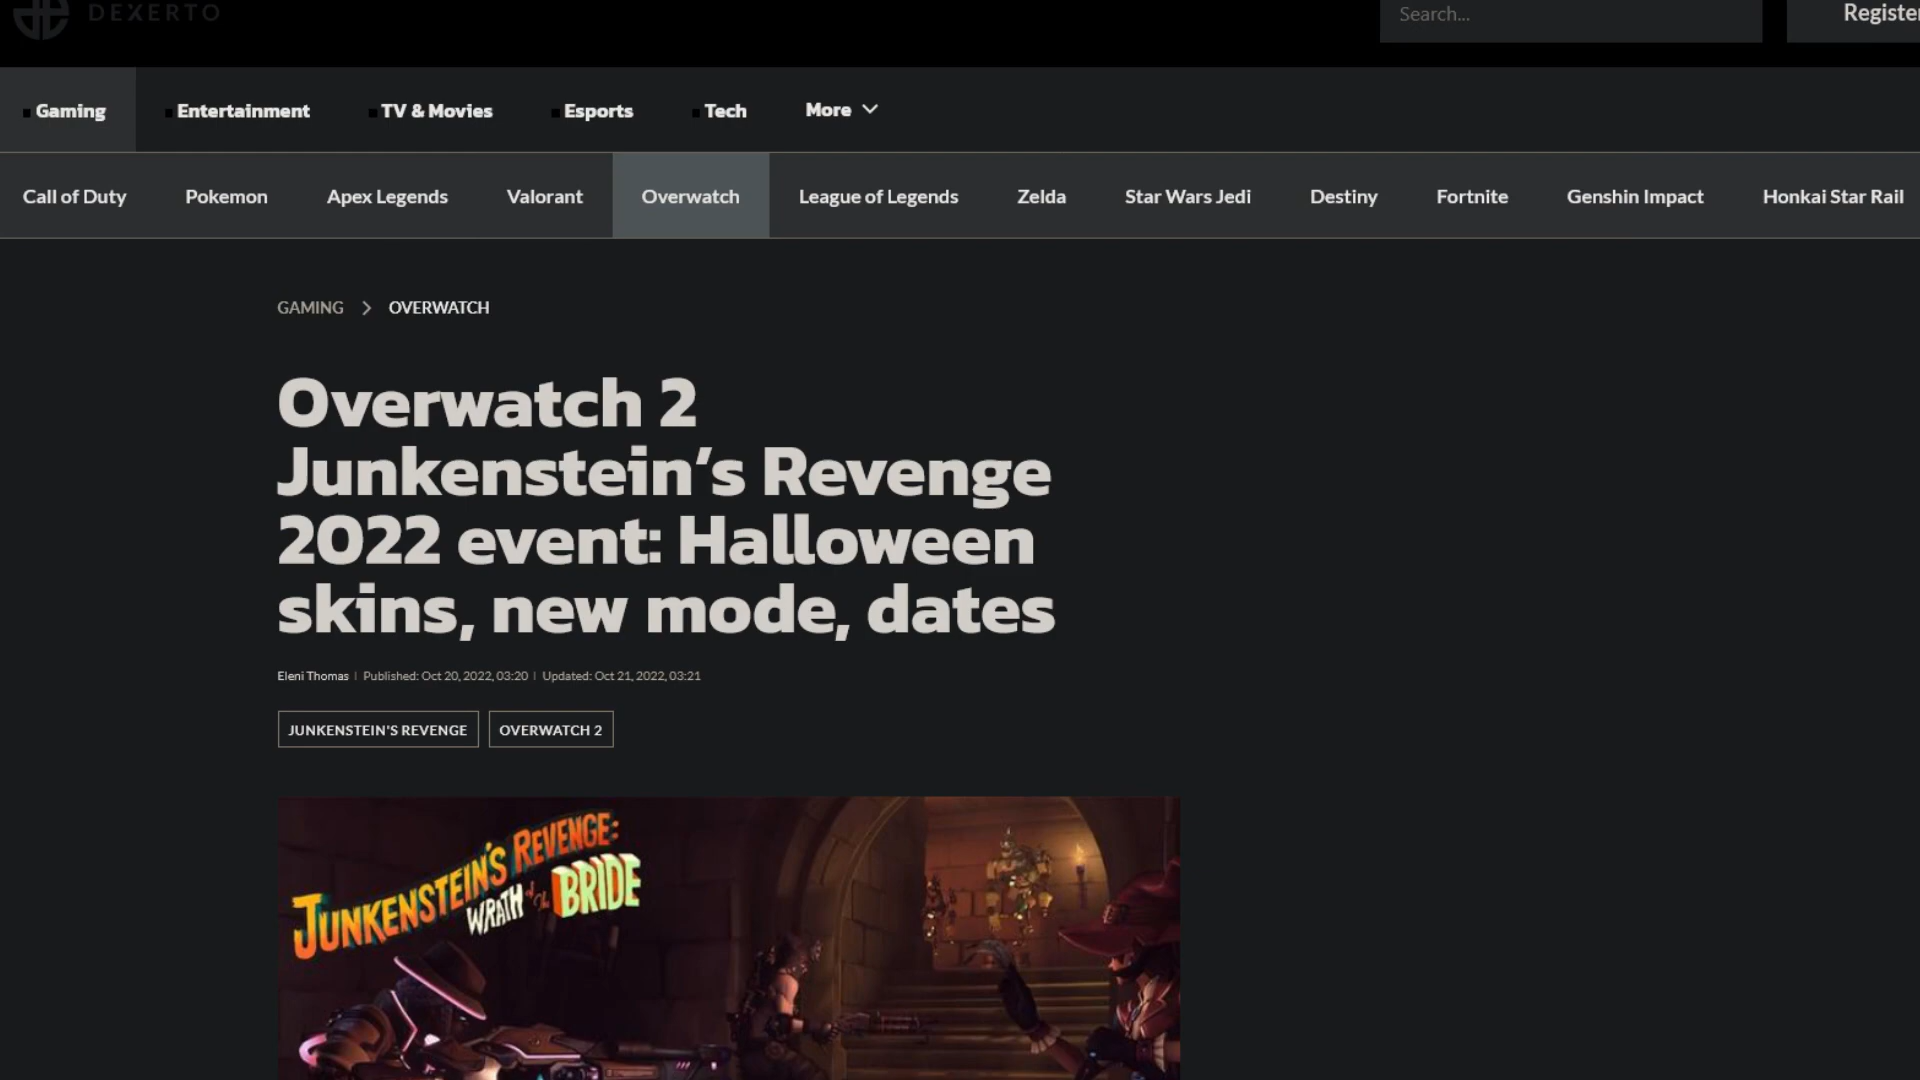 DEXERTO
Search...
Register
Gaming
Entertainment
TV & Movies
Esports
Tech
More
Call of Duty
Pokemon
Apex Legends
Valorant
Overwatch
League of Legends
Zelda
Star Wars Jedi
Destiny
Fortnite
Genshin Impact
Honkai Star Rail
GAMING > OVERWATCH
Overwatch 2
Junkenstein’s Revenge
2022 event: Halloween
skins, new mode, dates
Eleni Thomas | Published: Oct 20, 2022, 03:20 | Updated: Oct 21, 2022, 03:21
JUNKENSTEIN'S REVENGE
OVERWATCH 2
JUNKENSTEIN'S REVENGE:
WRATH of the BRIDE